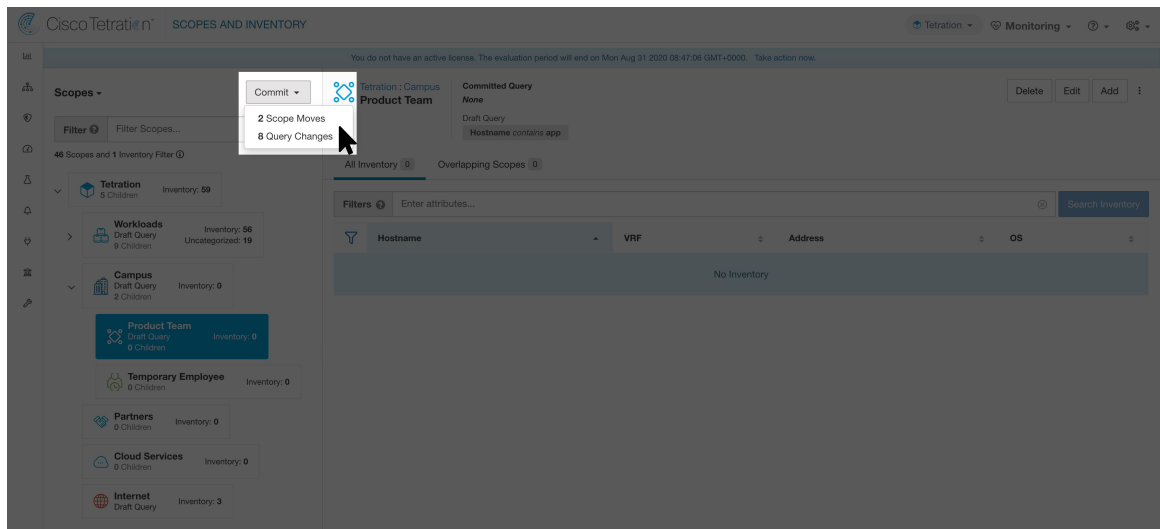 Cisco Tetration
SCOPES AND INVENTORY
Tetration
Monitoring
You do not have an active license. The evaluation period will end on Mon Aug 31 2020 08:47:06 GMT+0000. Take action now.
Scopes
Commit
2 Scope Moves
8 Query Changes
Tetration : Campus
Product Team
Committed Query
None
Draft Query
Hostname contains app
Delete
Edit
Add
Filter
Filter Scopes...
46 Scopes and 1 Inventory Filter
All Inventory 0
Overlapping Scopes 0
Filters
Enter attributes...
Search Inventory
Hostname
VRF
Address
OS
No Inventory
Tetration
5 Children
Inventory: 59
Workloads
Draft Query
9 Children
Inventory: 56
Uncategorized: 19
Campus
Draft Query
2 Children
Inventory: 0
Product Team
Draft Query
0 Children
Inventory: 0
Temporary Employee
0 Children
Inventory: 0
Partners
0 Children
Inventory: 0
Cloud Services
0 Children
Inventory: 0
Internet
Draft Query
Inventory: 3